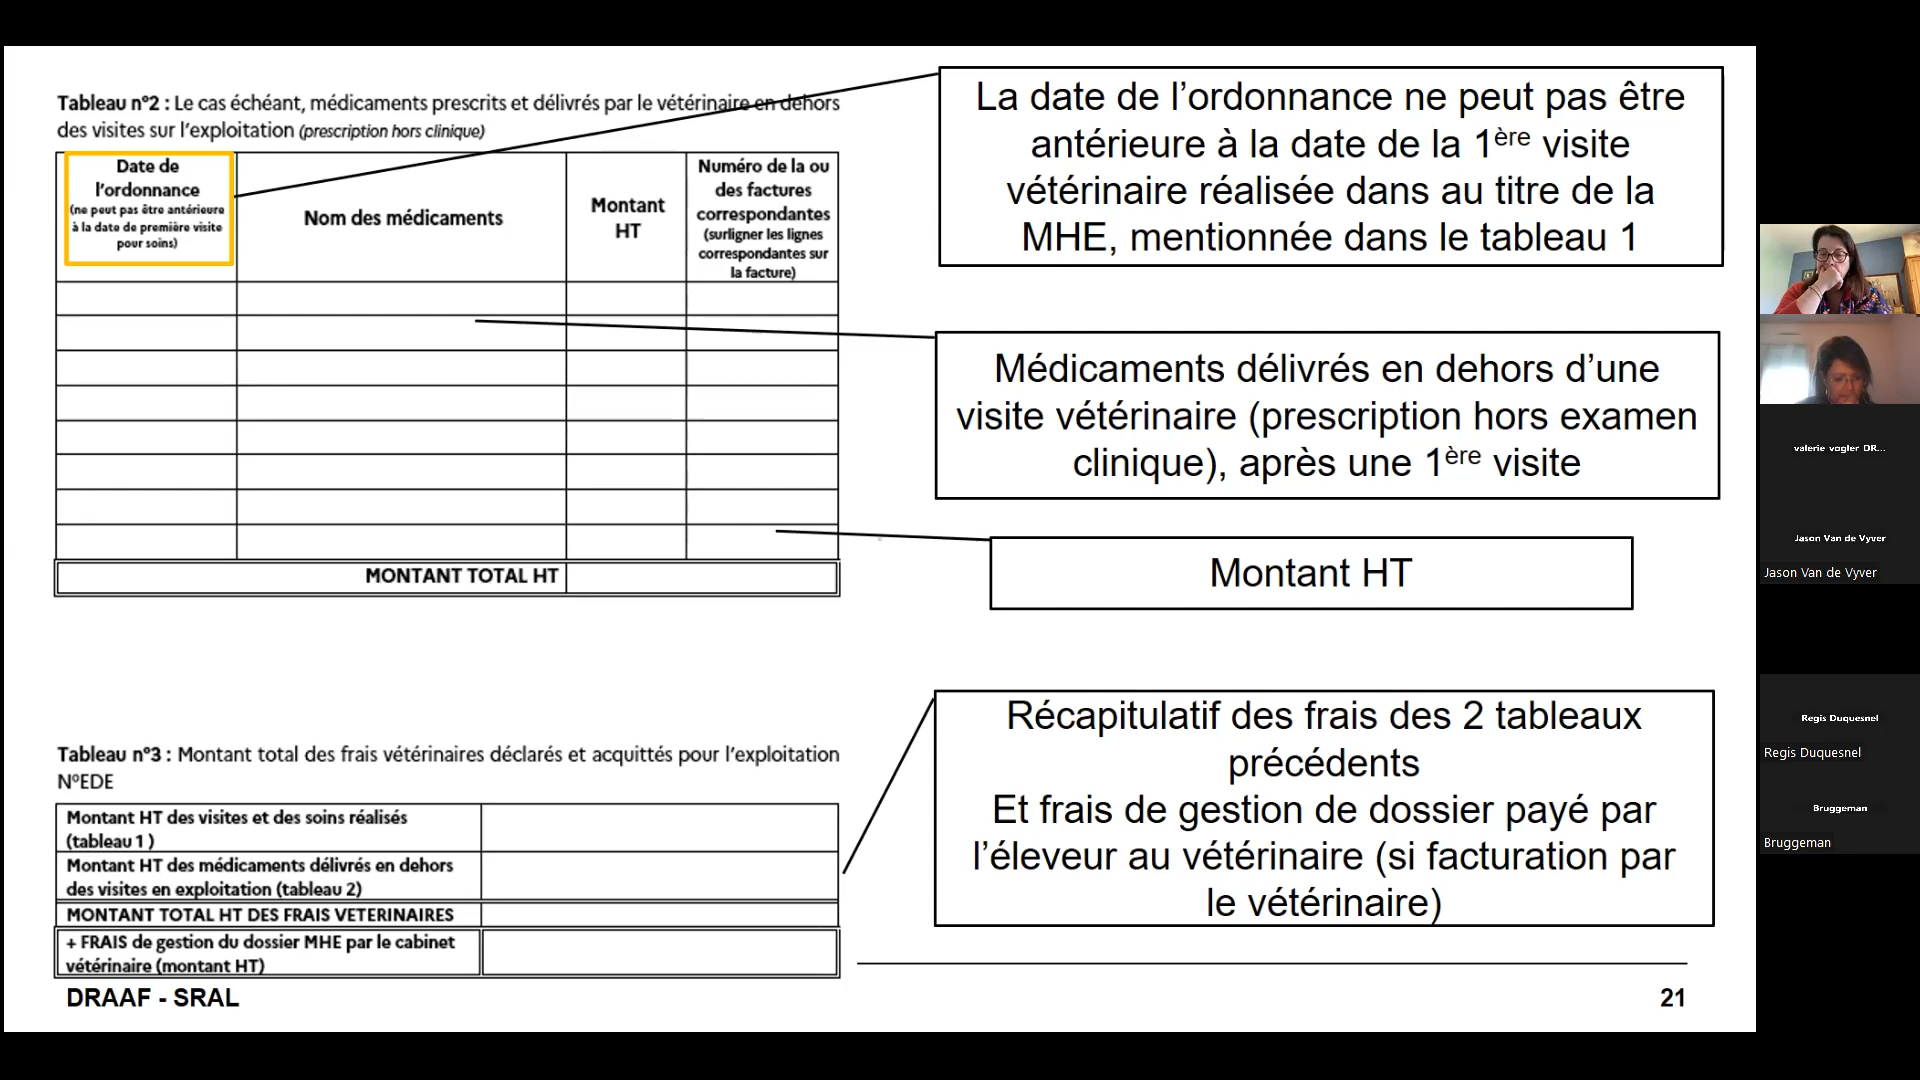 Tableau n°2 : Le cas échéant, médicaments prescrits et délivrés par le vétérinaire en dehors
des visites sur l'exploitation (prescription hors clinique)
Date de
l'ordonnance
(ne peut pas être antérieure
à la date de première visite
pour soins)
Nom des médicaments
Montant
HT
Numéro de la ou
des factures
correspondantes
(surligner les lignes
correspondantes sur
la facture)
MONTANT TOTAL HT
La date de l'ordonnance ne peut pas être
antérieure à la date de la 1ère visite
vétérinaire réalisée dans au titre de la
MHE, mentionnée dans le tableau 1
Médicaments délivrés en dehors d'une
visite vétérinaire (prescription hors examen
clinique), après une 1ère visite
Montant HT
Tableau n°3 : Montant total des frais vétérinaires déclarés et acquittés pour l'exploitation
N°EDE
Montant HT des visites et des soins réalisés
(tableau 1 )
Montant HT des médicaments délivrés en dehors
des visites en exploitation (tableau 2)
MONTANT TOTAL HT DES FRAIS VETERINAIRES
+ FRAIS de gestion du dossier MHE par le cabinet
vétérinaire (montant HT)
Récapitulatif des frais des 2 tableaux
précédents
Et frais de gestion de dossier payé par
l'éleveur au vétérinaire (si facturation par
le vétérinaire)
DRAAF - SRAL
21
valerie vogler DR...
Jason Van de Vyver
Jason Van de Vyver
Regis Duquesnel
Regis Duquesnel
Bruggeman
Bruggeman